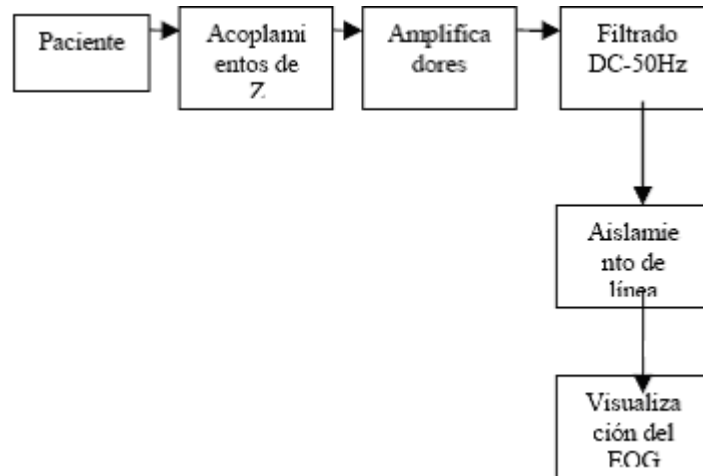 Paciente
Acoplami
entos de
Z
Amplifica
dores
Filtrado
DC-50Hz
Aislamie
nto de
línea
Visualiza
ción del
EOG